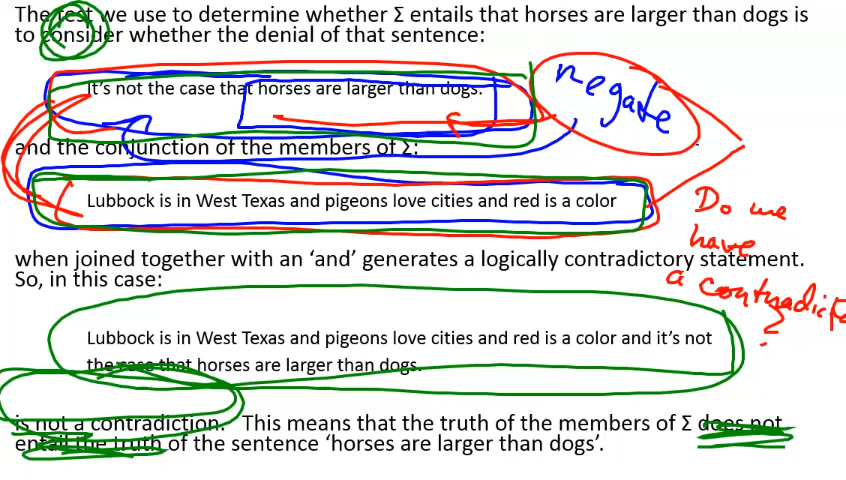 The test we use to determine whether Σ entails that horses are larger than dogs is
to consider whether the denial of that sentence:
It's not the case that horses are larger than dogs.
negate
and the conjunction of the members of Σ:
Lubbock is in West Texas and pigeons love cities and red is a color
Do we
have
a contradicti
?
when joined together with an 'and' generates a logically contradictory statement.
So, in this case:
Lubbock is in West Texas and pigeons love cities and red is a color and it's not
the case that horses are larger than dogs.
is not a contradiction. This means that the truth of the members of Σ does not
entail the truth of the sentence 'horses are larger than dogs'.